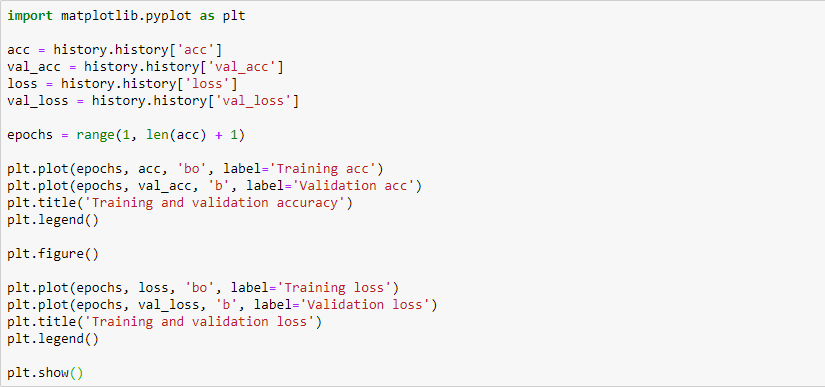 import matplotlib.pyplot as plt

acc = history.history['acc']
val_acc = history.history['val_acc']
loss = history.history['loss']
val_loss = history.history['val_loss']

epochs = range(1, len(acc) + 1)

plt.plot(epochs, acc, 'bo', label='Training acc')
plt.plot(epochs, val_acc, 'b', label='Validation acc')
plt.title('Training and validation accuracy')
plt.legend()

plt.figure()

plt.plot(epochs, loss, 'bo', label='Training loss')
plt.plot(epochs, val_loss, 'b', label='Validation loss')
plt.title('Training and validation loss')
plt.legend()

plt.show()